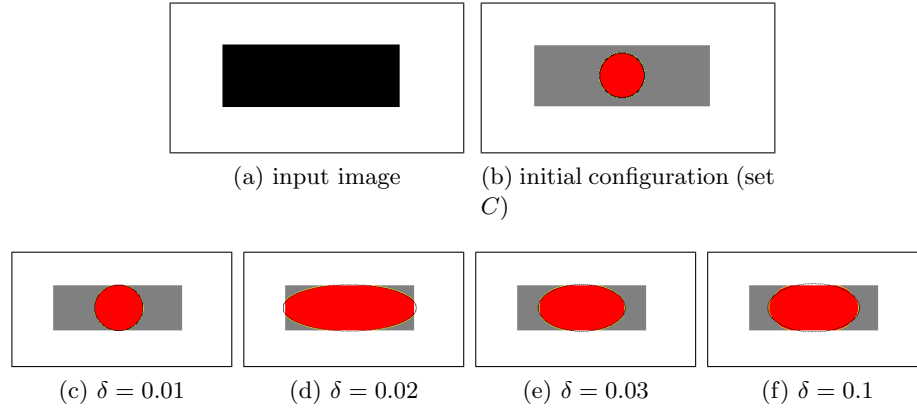 (a) input image
(b) initial configuration (set
C)
(c) δ = 0.01
(d) δ = 0.02
(e) δ = 0.03
(f) δ = 0.1